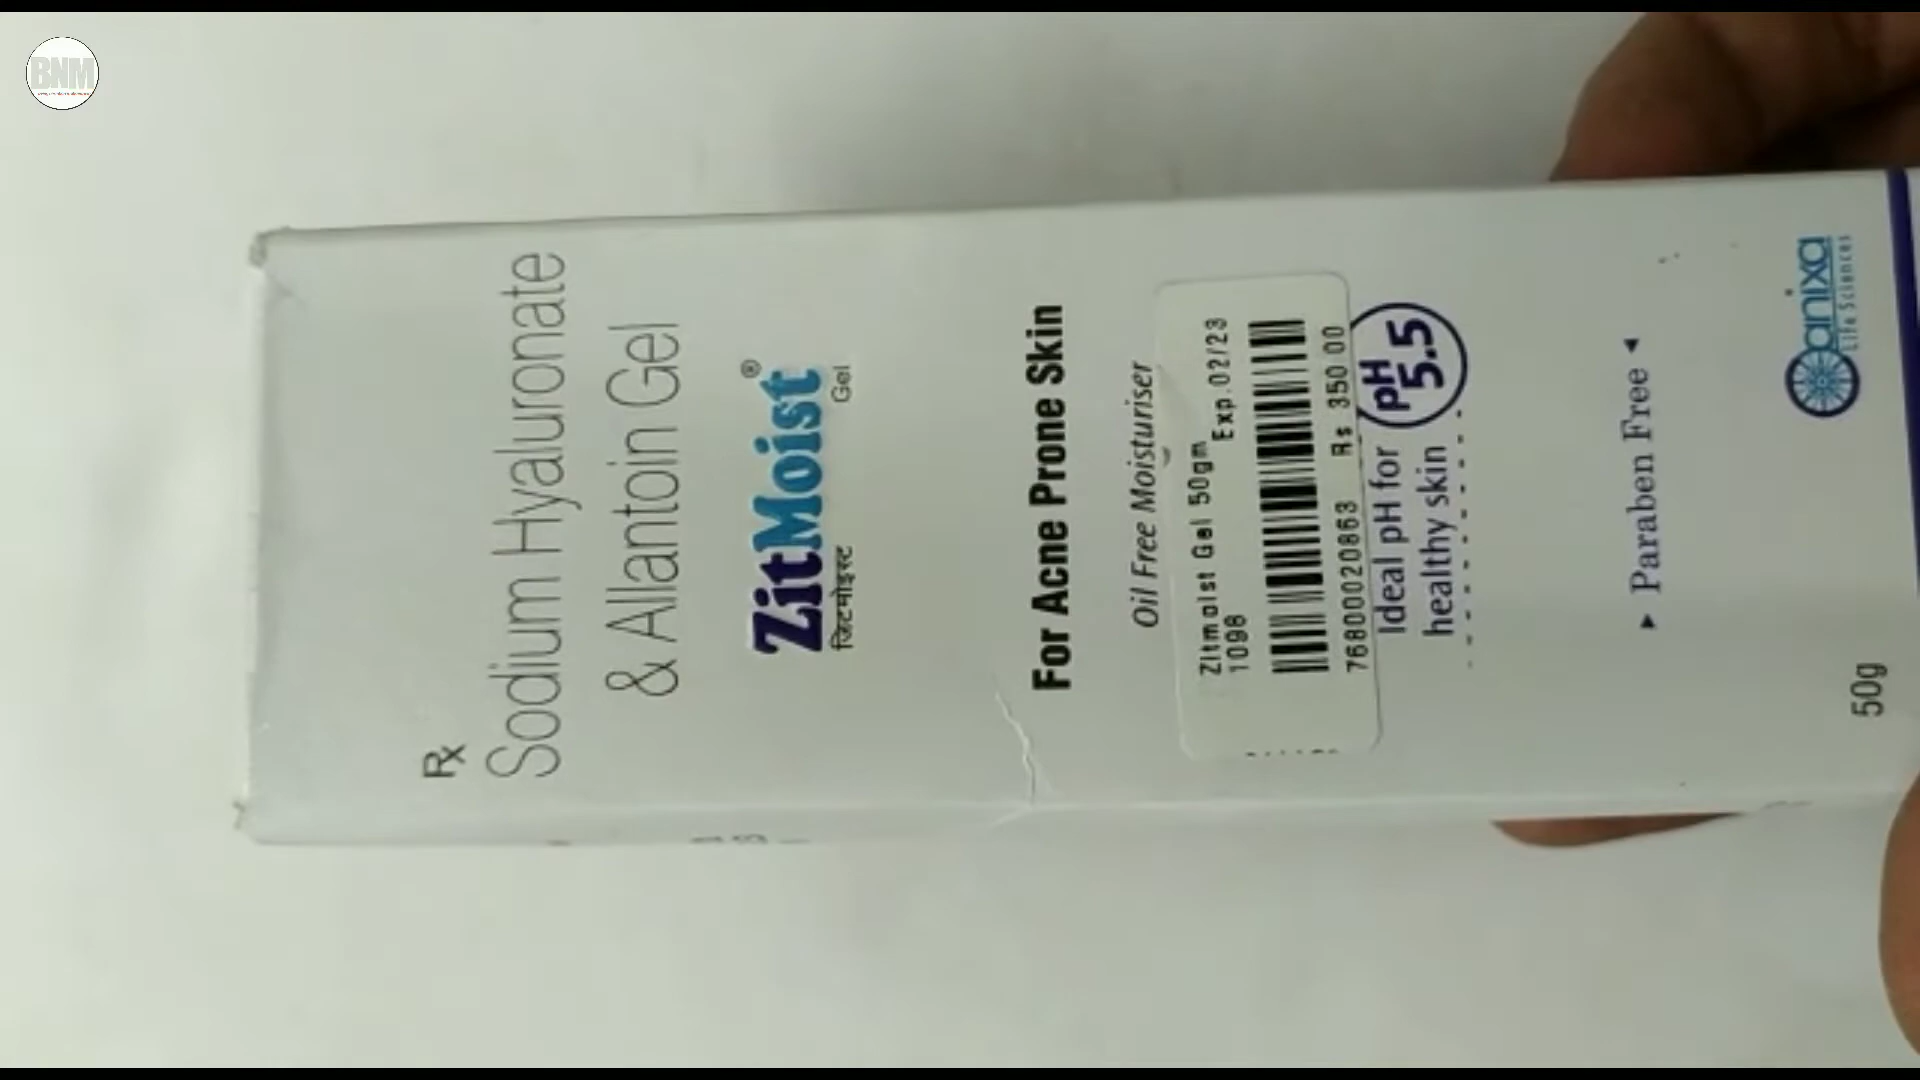 BNM
Rx
Sodium Hyaluronate
& Allantoin Gel
ZitMoist®
जिटमोइस्ट Gel
For Acne Prone Skin
Oil Free Moisturiser
Zitmoist Gel 50gm
1098 Exp 02/23
768000020863 Rs 350.00
Ideal pH for
healthy skin
pH
5.5
Paraben Free
anixa
Life Sciences
50g